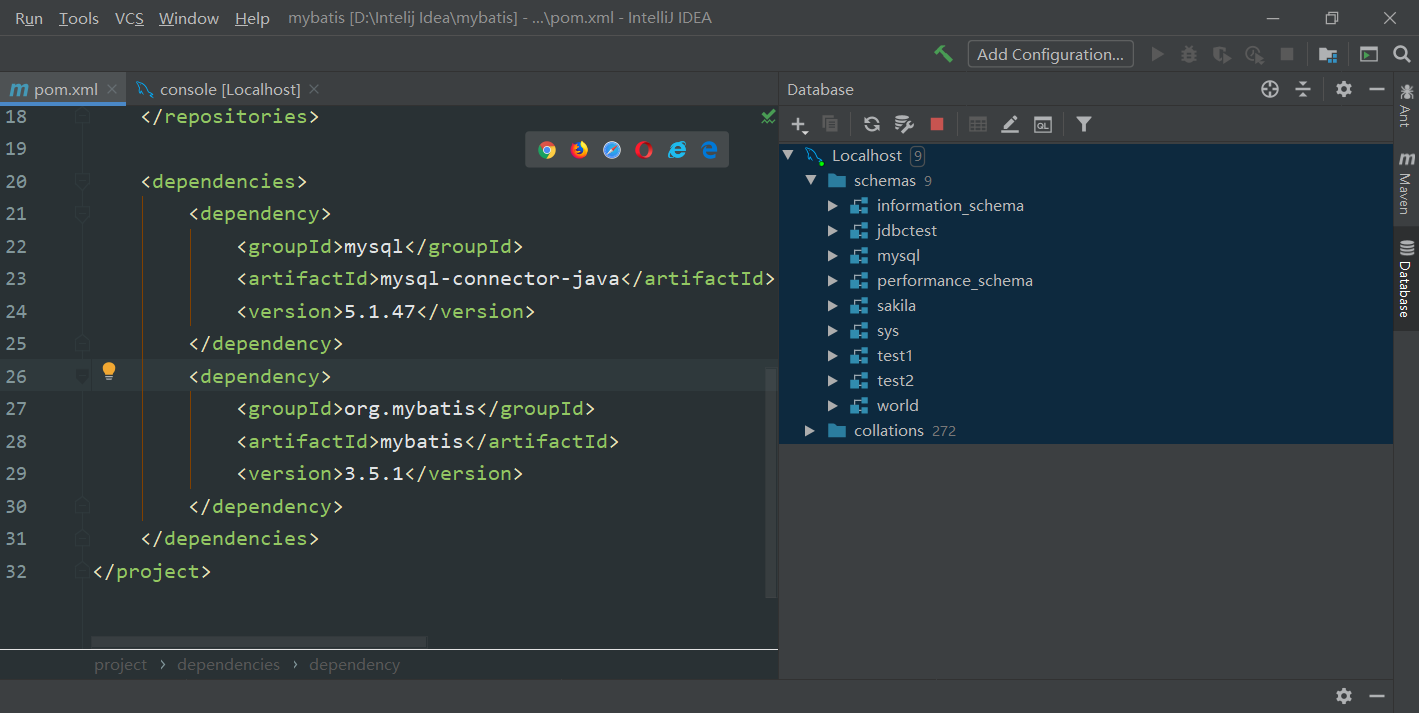 Run Tools VCS Window Help mybatis [D:\Intelij Idea\mybatis] - ...\pom.xml - IntelliJ IDEA
Add Configuration...
m pom.xml console [Localhost]
18 </repositories>
19
20 <dependencies>
21 <dependency>
22 <groupId>mysql</groupId>
23 <artifactId>mysql-connector-java</artifactId>
24 <version>5.1.47</version>
25 </dependency>
26 <dependency>
27 <groupId>org.mybatis</groupId>
28 <artifactId>mybatis</artifactId>
29 <version>3.5.1</version>
30 </dependency>
31 </dependencies>
32 </project>
project › dependencies › dependency
Database
QL
Localhost 9
schemas 9
information_schema
jdbctest
mysql
performance_schema
sakila
sys
test1
test2
world
collations 272
Ant
m Maven
Database